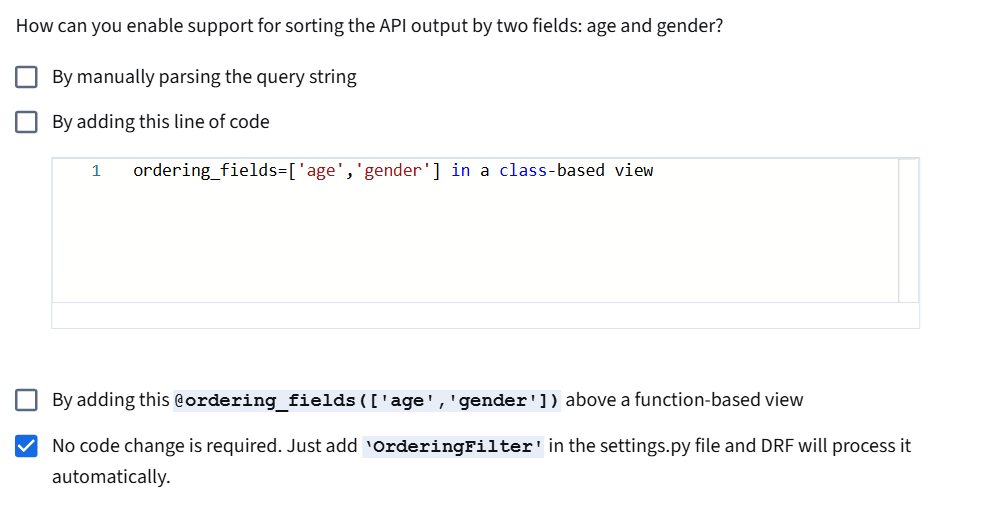 How can you enable support for sorting the API output by two fields: age and gender?
By manually parsing the query string
By adding this line of code
1 ordering_fields=['age','gender'] in a class-based view
By adding this @ordering_fields(['age','gender']) above a function-based view
No code change is required. Just add ‵OrderingFilter' in the settings.py file and DRF will process it
automatically.